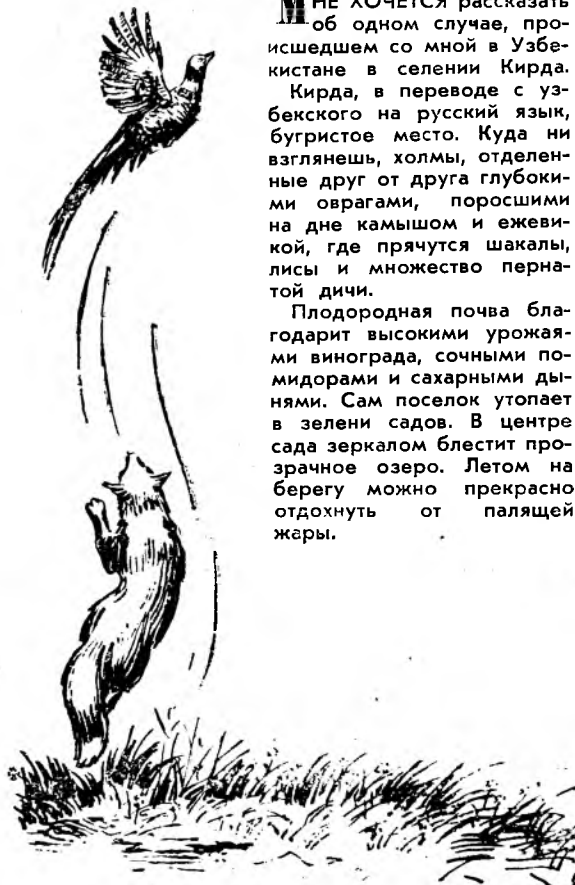 МНЕ ХОЧЕТСЯ рассказать
об одном случае, про-
исшедшем со мной в Узбе-
кистане в селении Кирда.
Кирда, в переводе с уз-
бекского на русский язык,
бугристое место. Куда ни
взглянешь, холмы, отделен-
ные друг от друга глубоки-
ми оврагами, поросшими
на дне камышом и ежеви-
кой, где прячутся шакалы,
лисы и множество перна-
той дичи.
Плодородная почва бла-
годарит высокими урожая-
ми винограда, сочными по-
мидорами и сахарными ды-
нями. Сам поселок утопает
в зелени садов. В центре
сада зеркалом блестит про-
зрачное озеро. Летом на
берегу можно прекрасно
отдохнуть от палящей
жары.